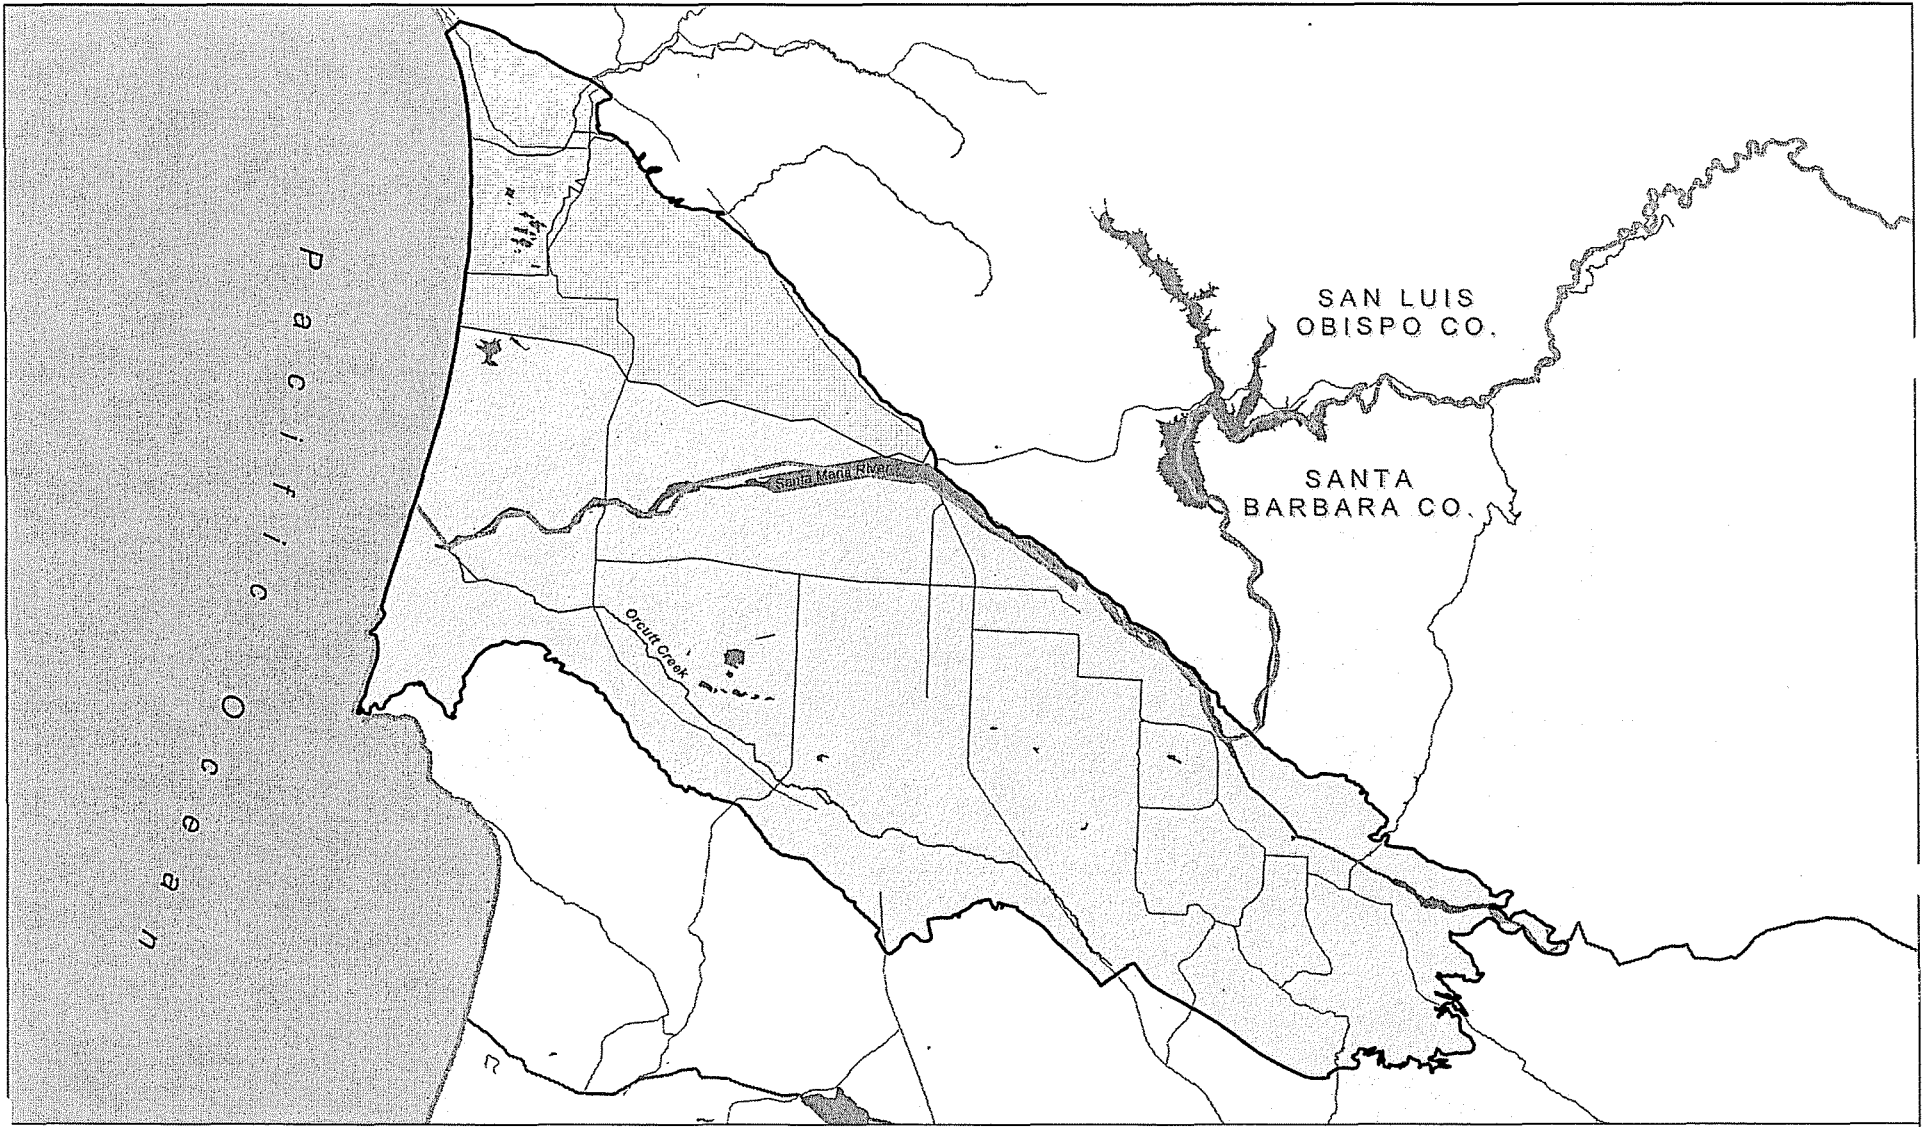 Pacific Ocean
SAN LUIS
OBISPO CO.
SANTA
BARBARA CO.
Santa Maria River
Orcutt Creek